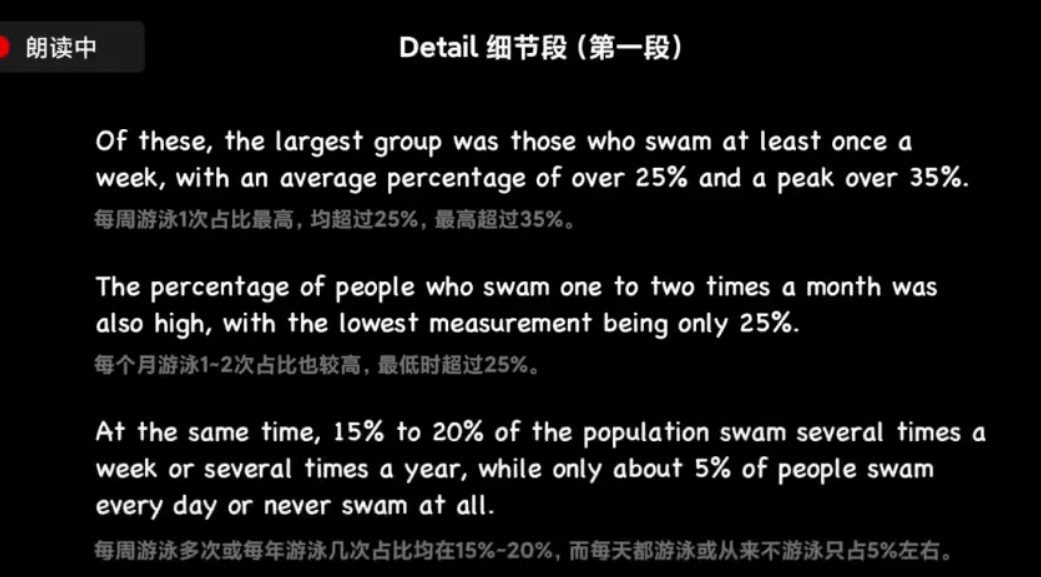 朗读中
Detail 细节段（第一段）
Of these, the largest group was those who swam at least once a
week, with an average percentage of over 25% and a peak over 35%.
每周游泳1次占比最高，均超过25%，最高超过35%。
The percentage of people who swam one to two times a month was
also high, with the lowest measurement being only 25%.
每个月游泳1~2次占比也较高，最低时超过25%。
At the same time, 15% to 20% of the population swam several times a
week or several times a year, while only about 5% of people swam
every day or never swam at all.
每周游泳多次或每年游泳几次占比均在15%~20%，而每天都游泳或从来不游泳只占5%左右。